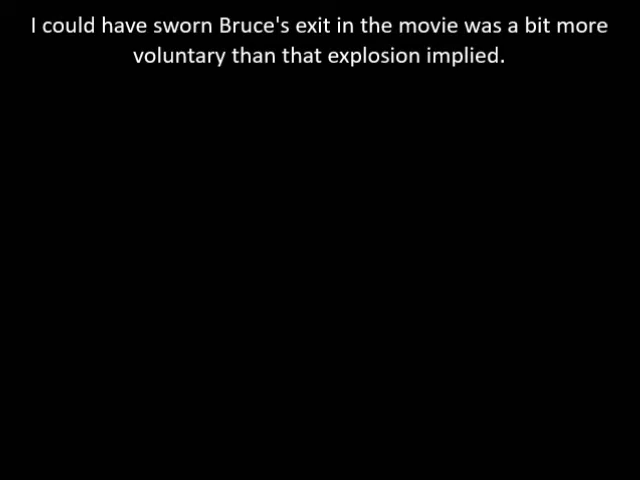 I could have sworn Bruce's exit in the movie was a bit more
voluntary than that explosion implied.